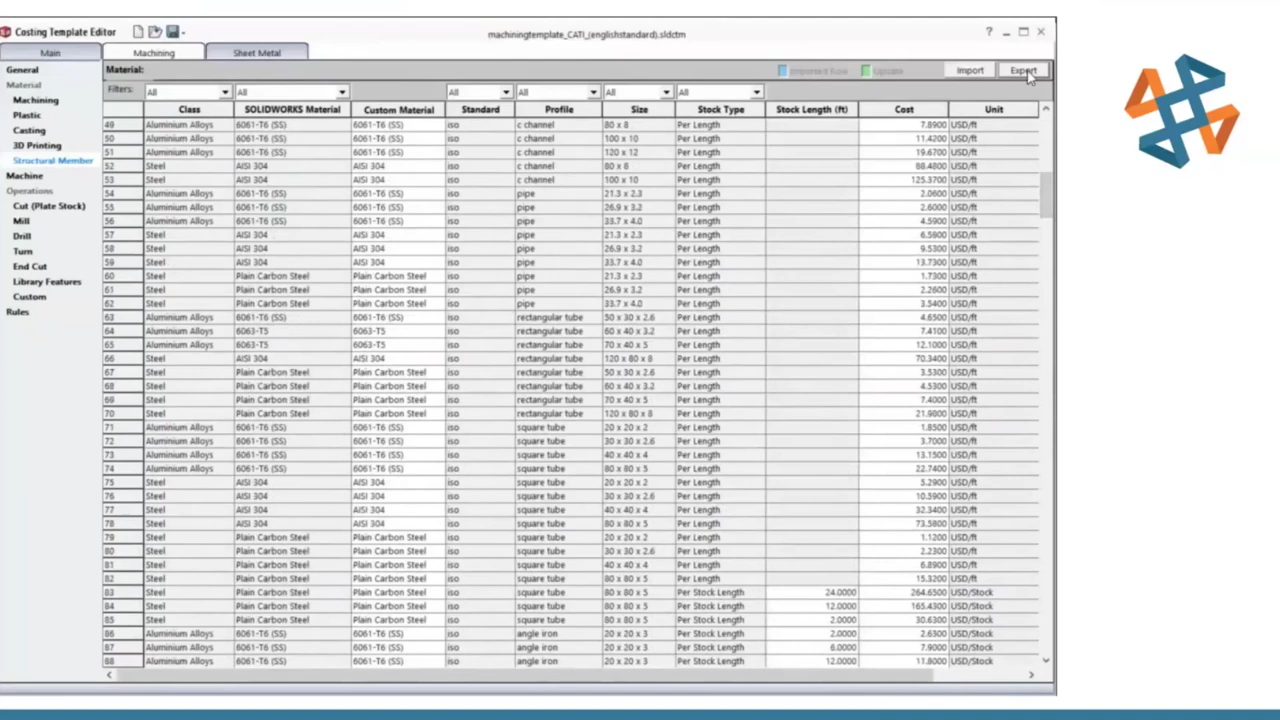 Costing Template Editor
machiningtemplate_CATI_(englishstandard).sldctm
Main Machining Sheet Metal
General
Material
Machining
Plastic
Casting
3D Printing
Structural Member
Machine
Operations
Cut (Plate Stock)
Mill
Drill
Turn
End Cut
Library Features
Custom
Rules
Material: Update Import Export
Filters: All All All All All All
Class SOLIDWORKS Material Custom Material Standard Profile Size Stock Type Stock Length (ft) Cost Unit
49 Aluminium Alloys 6061-T6 (SS) 6061-T6 (SS) iso c channel 80 x 8 Per Length 7.8900 USD/ft
50 Aluminium Alloys 6061-T6 (SS) 6061-T6 (SS) iso c channel 100 x 10 Per Length 11.4200 USD/ft
51 Aluminium Alloys 6061-T6 (SS) 6061-T6 (SS) iso c channel 120 x 12 Per Length 19.6700 USD/ft
52 Steel AISI 304 AISI 304 iso c channel 80 x 8 Per Length 88.4800 USD/ft
53 Steel AISI 304 AISI 304 iso c channel 100 x 10 Per Length 125.3700 USD/ft
54 Aluminium Alloys 6061-T6 (SS) 6061-T6 (SS) iso pipe 21.3 x 2.3 Per Length 2.0600 USD/ft
55 Aluminium Alloys 6061-T6 (SS) 6061-T6 (SS) iso pipe 26.9 x 3.2 Per Length 2.6000 USD/ft
56 Aluminium Alloys 6061-T6 (SS) 6061-T6 (SS) iso pipe 33.7 x 4.0 Per Length 4.5900 USD/ft
57 Steel AISI 304 AISI 304 iso pipe 21.3 x 2.3 Per Length 6.5800 USD/ft
58 Steel AISI 304 AISI 304 iso pipe 26.9 x 3.2 Per Length 9.5300 USD/ft
59 Steel AISI 304 AISI 304 iso pipe 33.7 x 4.0 Per Length 13.7300 USD/ft
60 Steel Plain Carbon Steel Plain Carbon Steel iso pipe 21.3 x 2.3 Per Length 1.7300 USD/ft
61 Steel Plain Carbon Steel Plain Carbon Steel iso pipe 26.9 x 3.2 Per Length 2.2600 USD/ft
62 Steel Plain Carbon Steel Plain Carbon Steel iso pipe 33.7 x 4.0 Per Length 3.5400 USD/ft
63 Aluminium Alloys 6061-T6 (SS) 6061-T6 (SS) iso rectangular tube 50 x 30 x 2.6 Per Length 4.6500 USD/ft
64 Aluminium Alloys 6063-T5 6063-T5 iso rectangular tube 60 x 40 x 3.2 Per Length 7.4100 USD/ft
65 Aluminium Alloys 6063-T5 6063-T5 iso rectangular tube 70 x 40 x 5 Per Length 12.1000 USD/ft
66 Steel AISI 304 AISI 304 iso rectangular tube 120 x 80 x 8 Per Length 70.3400 USD/ft
67 Steel Plain Carbon Steel Plain Carbon Steel iso rectangular tube 50 x 30 x 2.6 Per Length 3.5300 USD/ft
68 Steel Plain Carbon Steel Plain Carbon Steel iso rectangular tube 60 x 40 x 3.2 Per Length 4.5300 USD/ft
69 Steel Plain Carbon Steel Plain Carbon Steel iso rectangular tube 70 x 40 x 5 Per Length 7.4000 USD/ft
70 Steel Plain Carbon Steel Plain Carbon Steel iso rectangular tube 120 x 80 x 8 Per Length 21.9800 USD/ft
71 Aluminium Alloys 6061-T6 (SS) 6061-T6 (SS) iso square tube 20 x 20 x 2 Per Length 1.8500 USD/ft
72 Aluminium Alloys 6061-T6 (SS) 6061-T6 (SS) iso square tube 30 x 30 x 2.6 Per Length 3.7000 USD/ft
73 Aluminium Alloys 6061-T6 (SS) 6061-T6 (SS) iso square tube 40 x 40 x 4 Per Length 13.1500 USD/ft
74 Aluminium Alloys 6061-T6 (SS) 6061-T6 (SS) iso square tube 80 x 80 x 5 Per Length 22.7400 USD/ft
75 Steel AISI 304 AISI 304 iso square tube 20 x 20 x 2 Per Length 5.2900 USD/ft
76 Steel AISI 304 AISI 304 iso square tube 30 x 30 x 2.6 Per Length 10.5900 USD/ft
77 Steel AISI 304 AISI 304 iso square tube 40 x 40 x 4 Per Length 32.3400 USD/ft
78 Steel AISI 304 AISI 304 iso square tube 80 x 80 x 5 Per Length 73.5800 USD/ft
79 Steel Plain Carbon Steel Plain Carbon Steel iso square tube 20 x 20 x 2 Per Length 1.1200 USD/ft
80 Steel Plain Carbon Steel Plain Carbon Steel iso square tube 30 x 30 x 2.6 Per Length 2.2300 USD/ft
81 Steel Plain Carbon Steel Plain Carbon Steel iso square tube 40 x 40 x 4 Per Length 6.8900 USD/ft
82 Steel Plain Carbon Steel Plain Carbon Steel iso square tube 80 x 80 x 5 Per Length 15.3200 USD/ft
83 Steel Plain Carbon Steel Plain Carbon Steel iso square tube 80 x 80 x 5 Per Stock Length 24.0000 264.6500 USD/Stock
84 Steel Plain Carbon Steel Plain Carbon Steel iso square tube 80 x 80 x 5 Per Stock Length 12.0000 165.4300 USD/Stock
85 Steel Plain Carbon Steel Plain Carbon Steel iso square tube 80 x 80 x 5 Per Stock Length 2.0000 30.6300 USD/Stock
86 Aluminium Alloys 6061-T6 (SS) 6061-T6 (SS) iso angle iron 20 x 20 x 3 Per Stock Length 2.0000 2.6300 USD/Stock
87 Aluminium Alloys 6061-T6 (SS) 6061-T6 (SS) iso angle iron 20 x 20 x 3 Per Stock Length 6.0000 7.9000 USD/Stock
88 Aluminium Alloys 6061-T6 (SS) 6061-T6 (SS) iso angle iron 20 x 20 x 3 Per Stock Length 12.0000 11.8000 USD/Stock